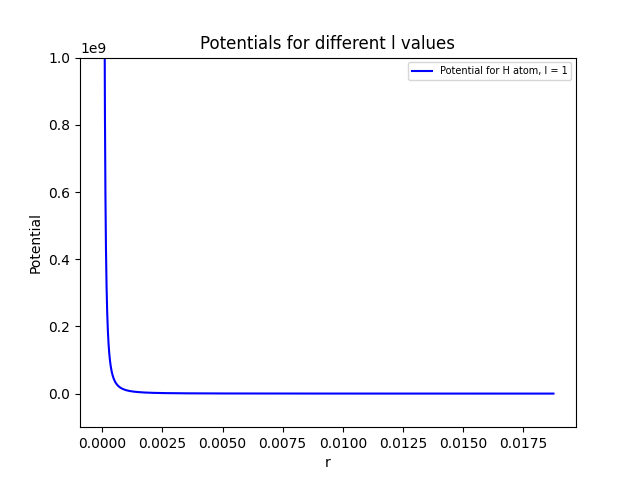 Potentials for different l values
1e9
1.0
0.8
0.6
0.4
0.2
0.0
Potential
Potential for H atom, l = 1
0.0000 0.0025 0.0050 0.0075 0.0100 0.0125 0.0150 0.0175
r